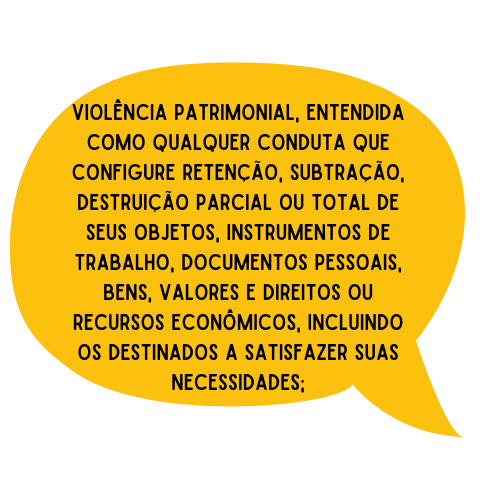 VIOLÊNCIA PATRIMONIAL, ENTENDIDA
COMO QUALQUER CONDUTA QUE
CONFIGURE RETENÇÃO, SUBTRAÇÃO,
DESTRUIÇÃO PARCIAL OU TOTAL DE
SEUS OBJETOS, INSTRUMENTOS DE
TRABALHO, DOCUMENTOS PESSOAIS,
BENS, VALORES E DIREITOS OU
RECURSOS ECONÔMICOS, INCLUINDO
OS DESTINADOS A SATISFAZER SUAS
NECESSIDADES;